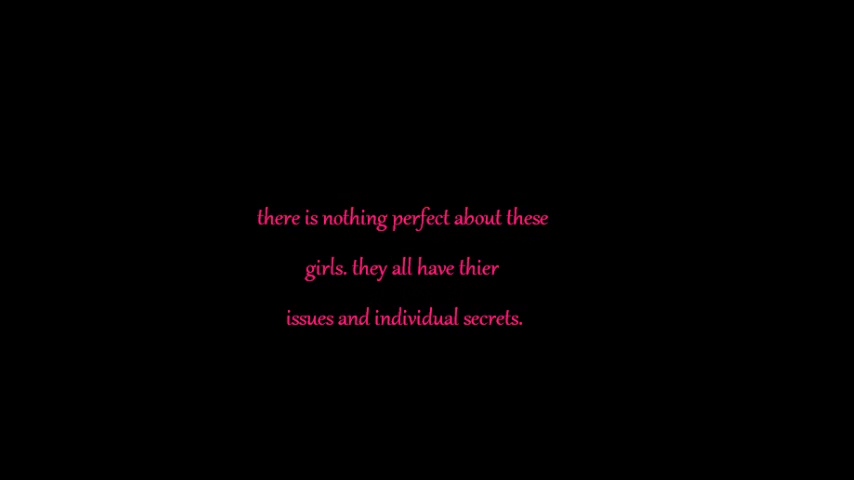 there is nothing perfect about these
girls. they all have thier
issues and individual secrets.